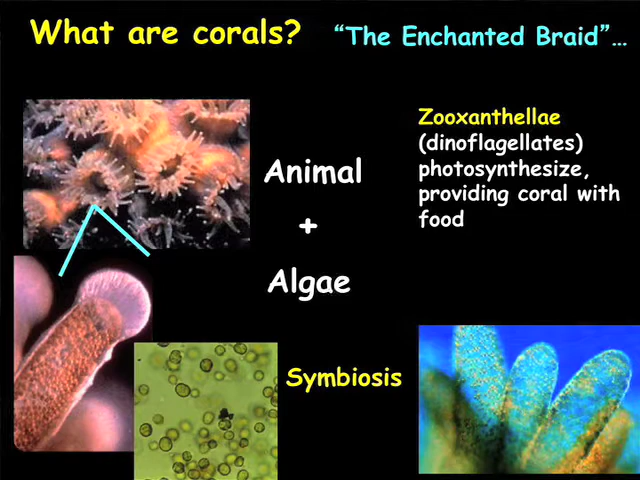 What are corals? “The Enchanted Braid”…
Zooxanthellae
(dinoflagellates)
photosynthesize,
providing coral with
food
Animal
+
Algae
Symbiosis